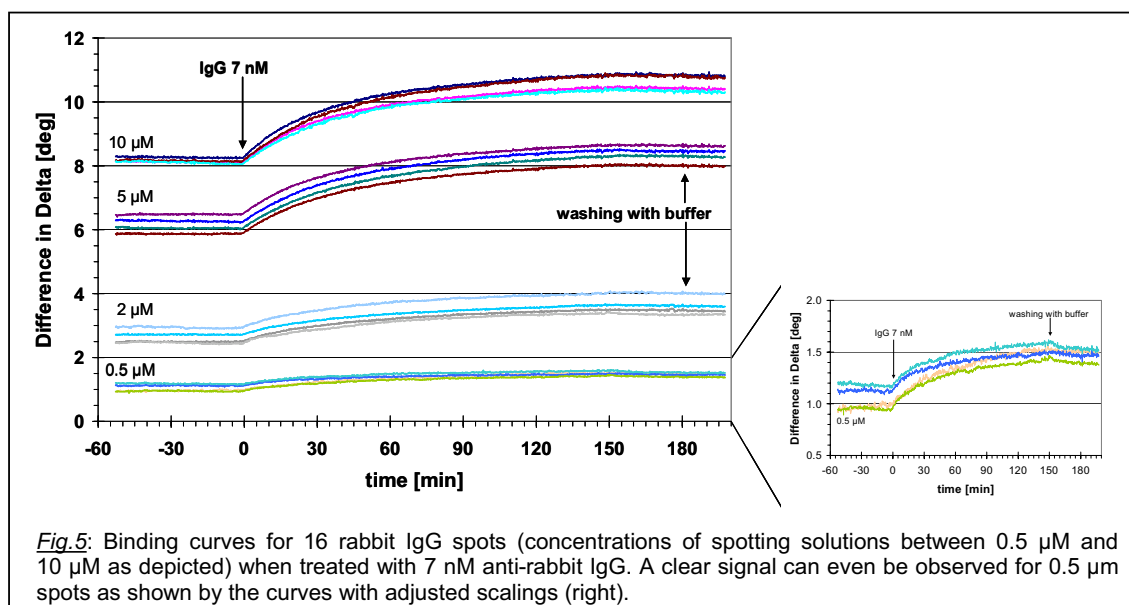 12
10
8
6
4
2
0
Difference in Delta [deg]
IgG 7 nM
10 µM
5 µM
washing with buffer
2 µM
0.5 µM
-60 -30 0 30 60 90 120 150 180
time [min]
2.0
1.5
1.0
0.5
Difference in Delta [deg]
washing with buffer
IgG 7 nM
0.5 µM
-60 -30 0 30 60 90 120 150 180
time [min]
Fig.5: Binding curves for 16 rabbit IgG spots (concentrations of spotting solutions between 0.5 µM and
10 µM as depicted) when treated with 7 nM anti-rabbit IgG. A clear signal can even be observed for 0.5 µm
spots as shown by the curves with adjusted scalings (right).